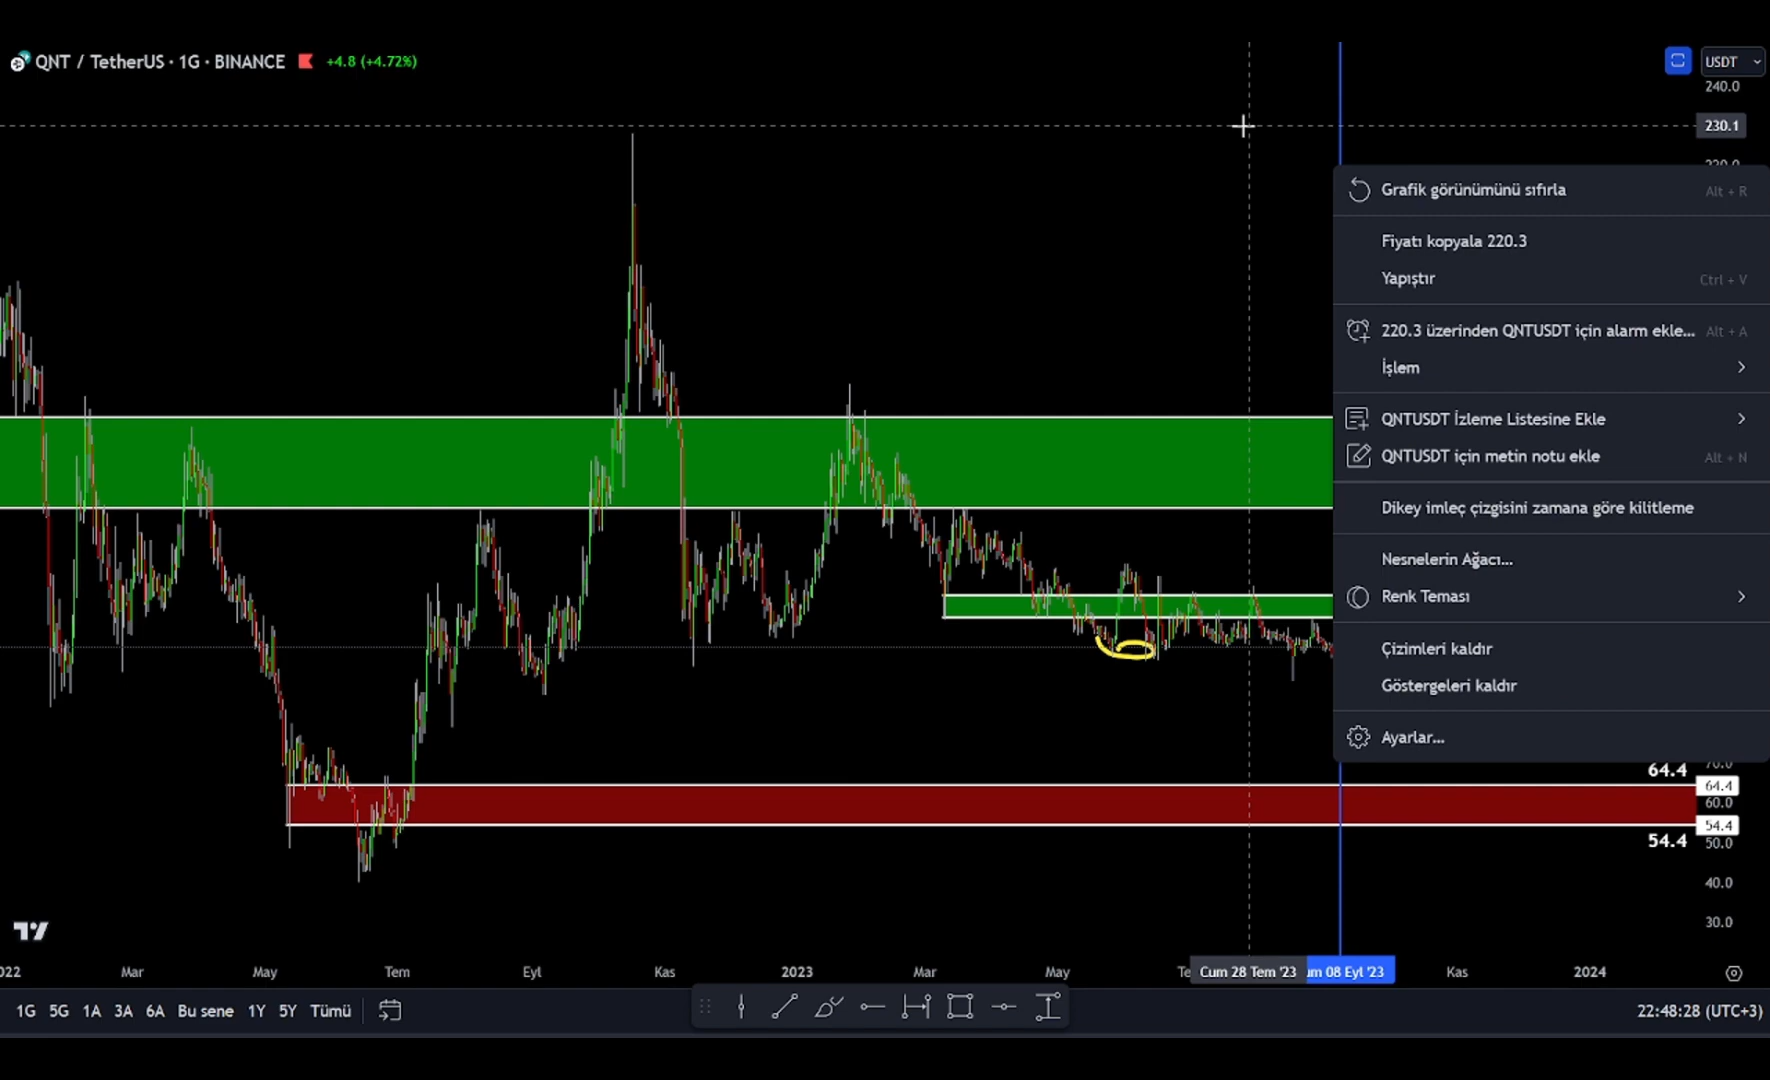 QNT / TetherUS · 1G · BINANCE +4.8 (+4.72%)
USDT
240.0
230.1
Grafik görünümünü sıfırla Alt + R
Fiyatı kopyala 220.3
Yapıştır Ctrl + V
220.3 üzerinden QNTUSDT için alarm ekle... Alt + A
İşlem
QNTUSDT İzleme Listesine Ekle
QNTUSDT için metin notu ekle Alt + N
Dikey imleç çizgisini zamana göre kilitleme
Nesnelerin Ağacı...
Renk Teması
Çizimleri kaldır
Göstergeleri kaldır
Ayarlar...
70.0
64.4
64.4
60.0
54.4
54.4
50.0
40.0
30.0
Mar May Tem Eyl Kas 2023 Mar May Cum 28 Tem '23 08 Eyl '23 Kas 2024
1G 5G 1A 3A 6A Bu sene 1Y 5Y Tümü
22:48:28 (UTC+3)